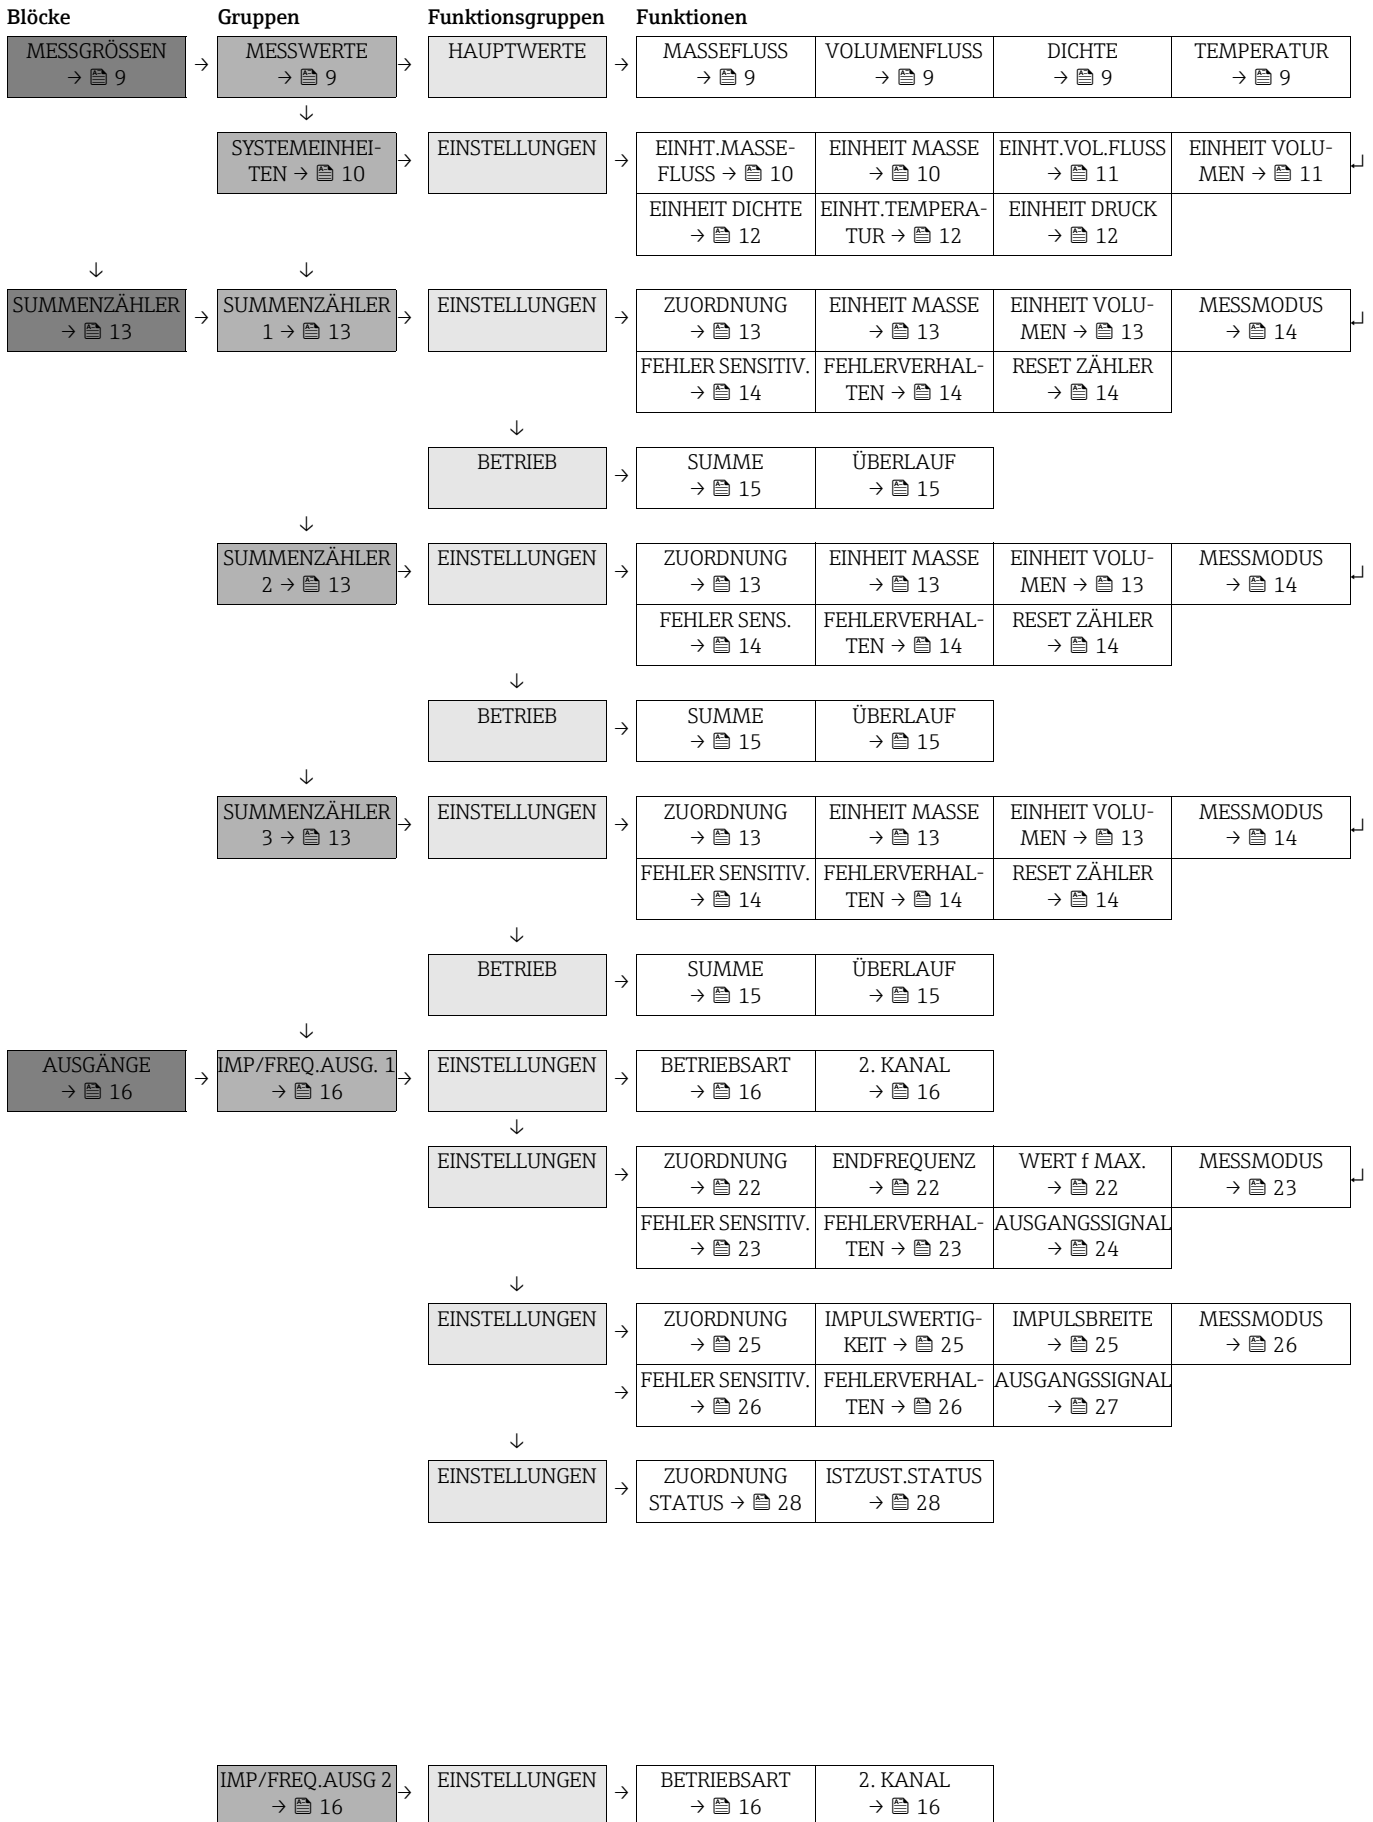 Blöcke Gruppen Funktionsgruppen Funktionen
MESSGRÖSSEN → 9
→
MESSWERTE → 9
→
HAUPTWERTE
→
MASSEFLUSS → 9
VOLUMENFLUSS → 9
DICHTE → 9
TEMPERATUR → 9
↓
SYSTEMEINHEI-
TEN → 10
→
EINSTELLUNGEN
→
EINHT.MASSE-
FLUSS → 10
EINHEIT MASSE
→ 10
EINHT.VOL.FLUSS
→ 11
EINHEIT VOLU-
MEN → 11
↵
EINHEIT DICHTE
→ 12
EINHT.TEMPERA-
TUR → 12
EINHEIT DRUCK
→ 12
↓ ↓
SUMMENZÄHLER
→ 13
→
SUMMENZÄHLER
1 → 13
→
EINSTELLUNGEN
→
ZUORDNUNG
→ 13
EINHEIT MASSE
→ 13
EINHEIT VOLU-
MEN → 13
MESSMODUS
→ 14
↵
FEHLER SENSITIV.
→ 14
FEHLERVERHAL-
TEN → 14
RESET ZÄHLER
→ 14
↓
BETRIEB
→
SUMME
→ 15
ÜBERLAUF
→ 15
↓
SUMMENZÄHLER
2 → 13
→
EINSTELLUNGEN
→
ZUORDNUNG
→ 13
EINHEIT MASSE
→ 13
EINHEIT VOLU-
MEN → 13
MESSMODUS
→ 14
↵
FEHLER SENS.
→ 14
FEHLERVERHAL-
TEN → 14
RESET ZÄHLER
→ 14
↓
BETRIEB
→
SUMME
→ 15
ÜBERLAUF
→ 15
↓
SUMMENZÄHLER
3 → 13
→
EINSTELLUNGEN
→
ZUORDNUNG
→ 13
EINHEIT MASSE
→ 13
EINHEIT VOLU-
MEN → 13
MESSMODUS
→ 14
↵
FEHLER SENSITIV.
→ 14
FEHLERVERHAL-
TEN → 14
RESET ZÄHLER
→ 14
↓
BETRIEB
→
SUMME
→ 15
ÜBERLAUF
→ 15
↓
AUSGÄNGE
→ 16
→
IMP/FREQ.AUSG. 1
→ 16
→
EINSTELLUNGEN
→
BETRIEBSART
→ 16
2. KANAL
→ 16
↓
EINSTELLUNGEN
→
ZUORDNUNG
→ 22
ENDFREQUENZ
→ 22
WERT f MAX.
→ 22
MESSMODUS
→ 23
↵
FEHLER SENSITIV.
→ 23
FEHLERVERHAL-
TEN → 23
AUSGANGSSIGNAL
→ 24
↓
EINSTELLUNGEN
→
ZUORDNUNG
→ 25
IMPULSWERTIG-
KEIT → 25
IMPULSBREITE
→ 25
MESSMODUS
→ 26
→
FEHLER SENSITIV.
→ 26
FEHLERVERHAL-
TEN → 26
AUSGANGSSIGNAL
→ 27
↓
EINSTELLUNGEN
→
ZUORDNUNG
STATUS → 28
ISTZUST.STATUS
→ 28
IMP/FREQ.AUSG 2
→ 16
→
EINSTELLUNGEN
→
BETRIEBSART
→ 16
2. KANAL
→ 16